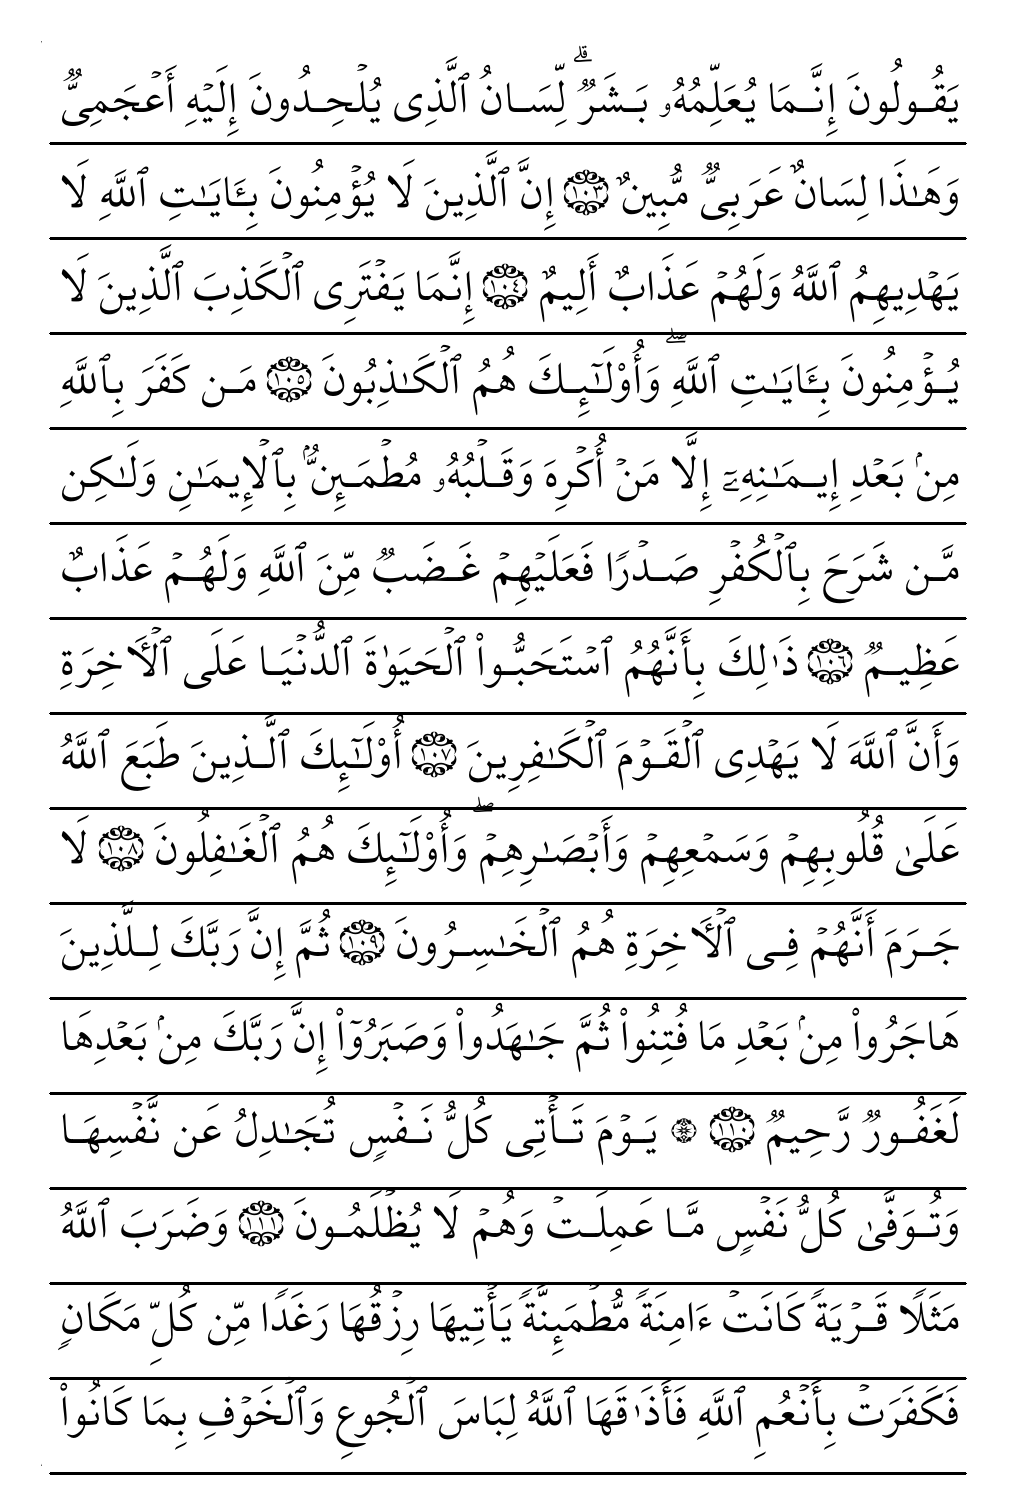 يَقُولُونَ إِنَّمَا يُعَلِّمُهُۥ بَشَرٌۗ لِّسَانُ ٱلَّذِى يُلْحِدُونَ إِلَيْهِ أَعْجَمِىٌّ
وَهَـٰذَا لِسَانٌ عَرَبِىٌّ مُّبِينٌ ١٠٣ إِنَّ ٱلَّذِينَ لَا يُؤْمِنُونَ بِـَٔايَـٰتِ ٱللَّهِ لَا
يَهْدِيهِمُ ٱللَّهُ وَلَهُمْ عَذَابٌ أَلِيمٌ ١٠٤ إِنَّمَا يَفْتَرِى ٱلْكَذِبَ ٱلَّذِينَ لَا
يُؤْمِنُونَ بِـَٔايَـٰتِ ٱللَّهِۖ وَأُو۟لَـٰٓئِكَ هُمُ ٱلْكَـٰذِبُونَ ١٠٥ مَن كَفَرَ بِٱللَّهِ
مِنۢ بَعْدِ إِيمَـٰنِهِۦٓ إِلَّا مَنْ أُكْرِهَ وَقَلْبُهُۥ مُطْمَئِنٌّۢ بِٱلْإِيمَـٰنِ وَلَـٰكِن
مَّن شَرَحَ بِٱلْكُفْرِ صَدْرًا فَعَلَيْهِمْ غَضَبٌ مِّنَ ٱللَّهِ وَلَهُمْ عَذَابٌ
عَظِيمٌ ١٠٦ ذَٰلِكَ بِأَنَّهُمُ ٱسْتَحَبُّوا۟ ٱلْحَيَوٰةَ ٱلدُّنْيَا عَلَى ٱلْـَٔاخِرَةِ
وَأَنَّ ٱللَّهَ لَا يَهْدِى ٱلْقَوْمَ ٱلْكَـٰفِرِينَ ١٠٧ أُو۟لَـٰٓئِكَ ٱلَّذِينَ طَبَعَ ٱللَّهُ
عَلَىٰ قُلُوبِهِمْ وَسَمْعِهِمْ وَأَبْصَـٰرِهِمْۖ وَأُو۟لَـٰٓئِكَ هُمُ ٱلْغَـٰفِلُونَ ١٠٨ لَا
جَرَمَ أَنَّهُمْ فِى ٱلْـَٔاخِرَةِ هُمُ ٱلْخَـٰسِرُونَ ١٠٩ ثُمَّ إِنَّ رَبَّكَ لِلَّذِينَ
هَاجَرُوا۟ مِنۢ بَعْدِ مَا فُتِنُوا۟ ثُمَّ جَـٰهَدُوا۟ وَصَبَرُوٓا۟ إِنَّ رَبَّكَ مِنۢ بَعْدِهَا
لَغَفُورٌ رَّحِيمٌ ١١٠ ۞ يَوْمَ تَأْتِى كُلُّ نَفْسٍ تُجَـٰدِلُ عَن نَّفْسِهَا
وَتُوَفَّىٰ كُلُّ نَفْسٍ مَّا عَمِلَتْ وَهُمْ لَا يُظْلَمُونَ ١١١ وَضَرَبَ ٱللَّهُ
مَثَلًا قَرْيَةً كَانَتْ ءَامِنَةً مُّطْمَئِنَّةً يَأْتِيهَا رِزْقُهَا رَغَدًا مِّن كُلِّ مَكَانٍ
فَكَفَرَتْ بِأَنْعُمِ ٱللَّهِ فَأَذَٰقَهَا ٱللَّهُ لِبَاسَ ٱلْجُوعِ وَٱلْخَوْفِ بِمَا كَانُوا۟